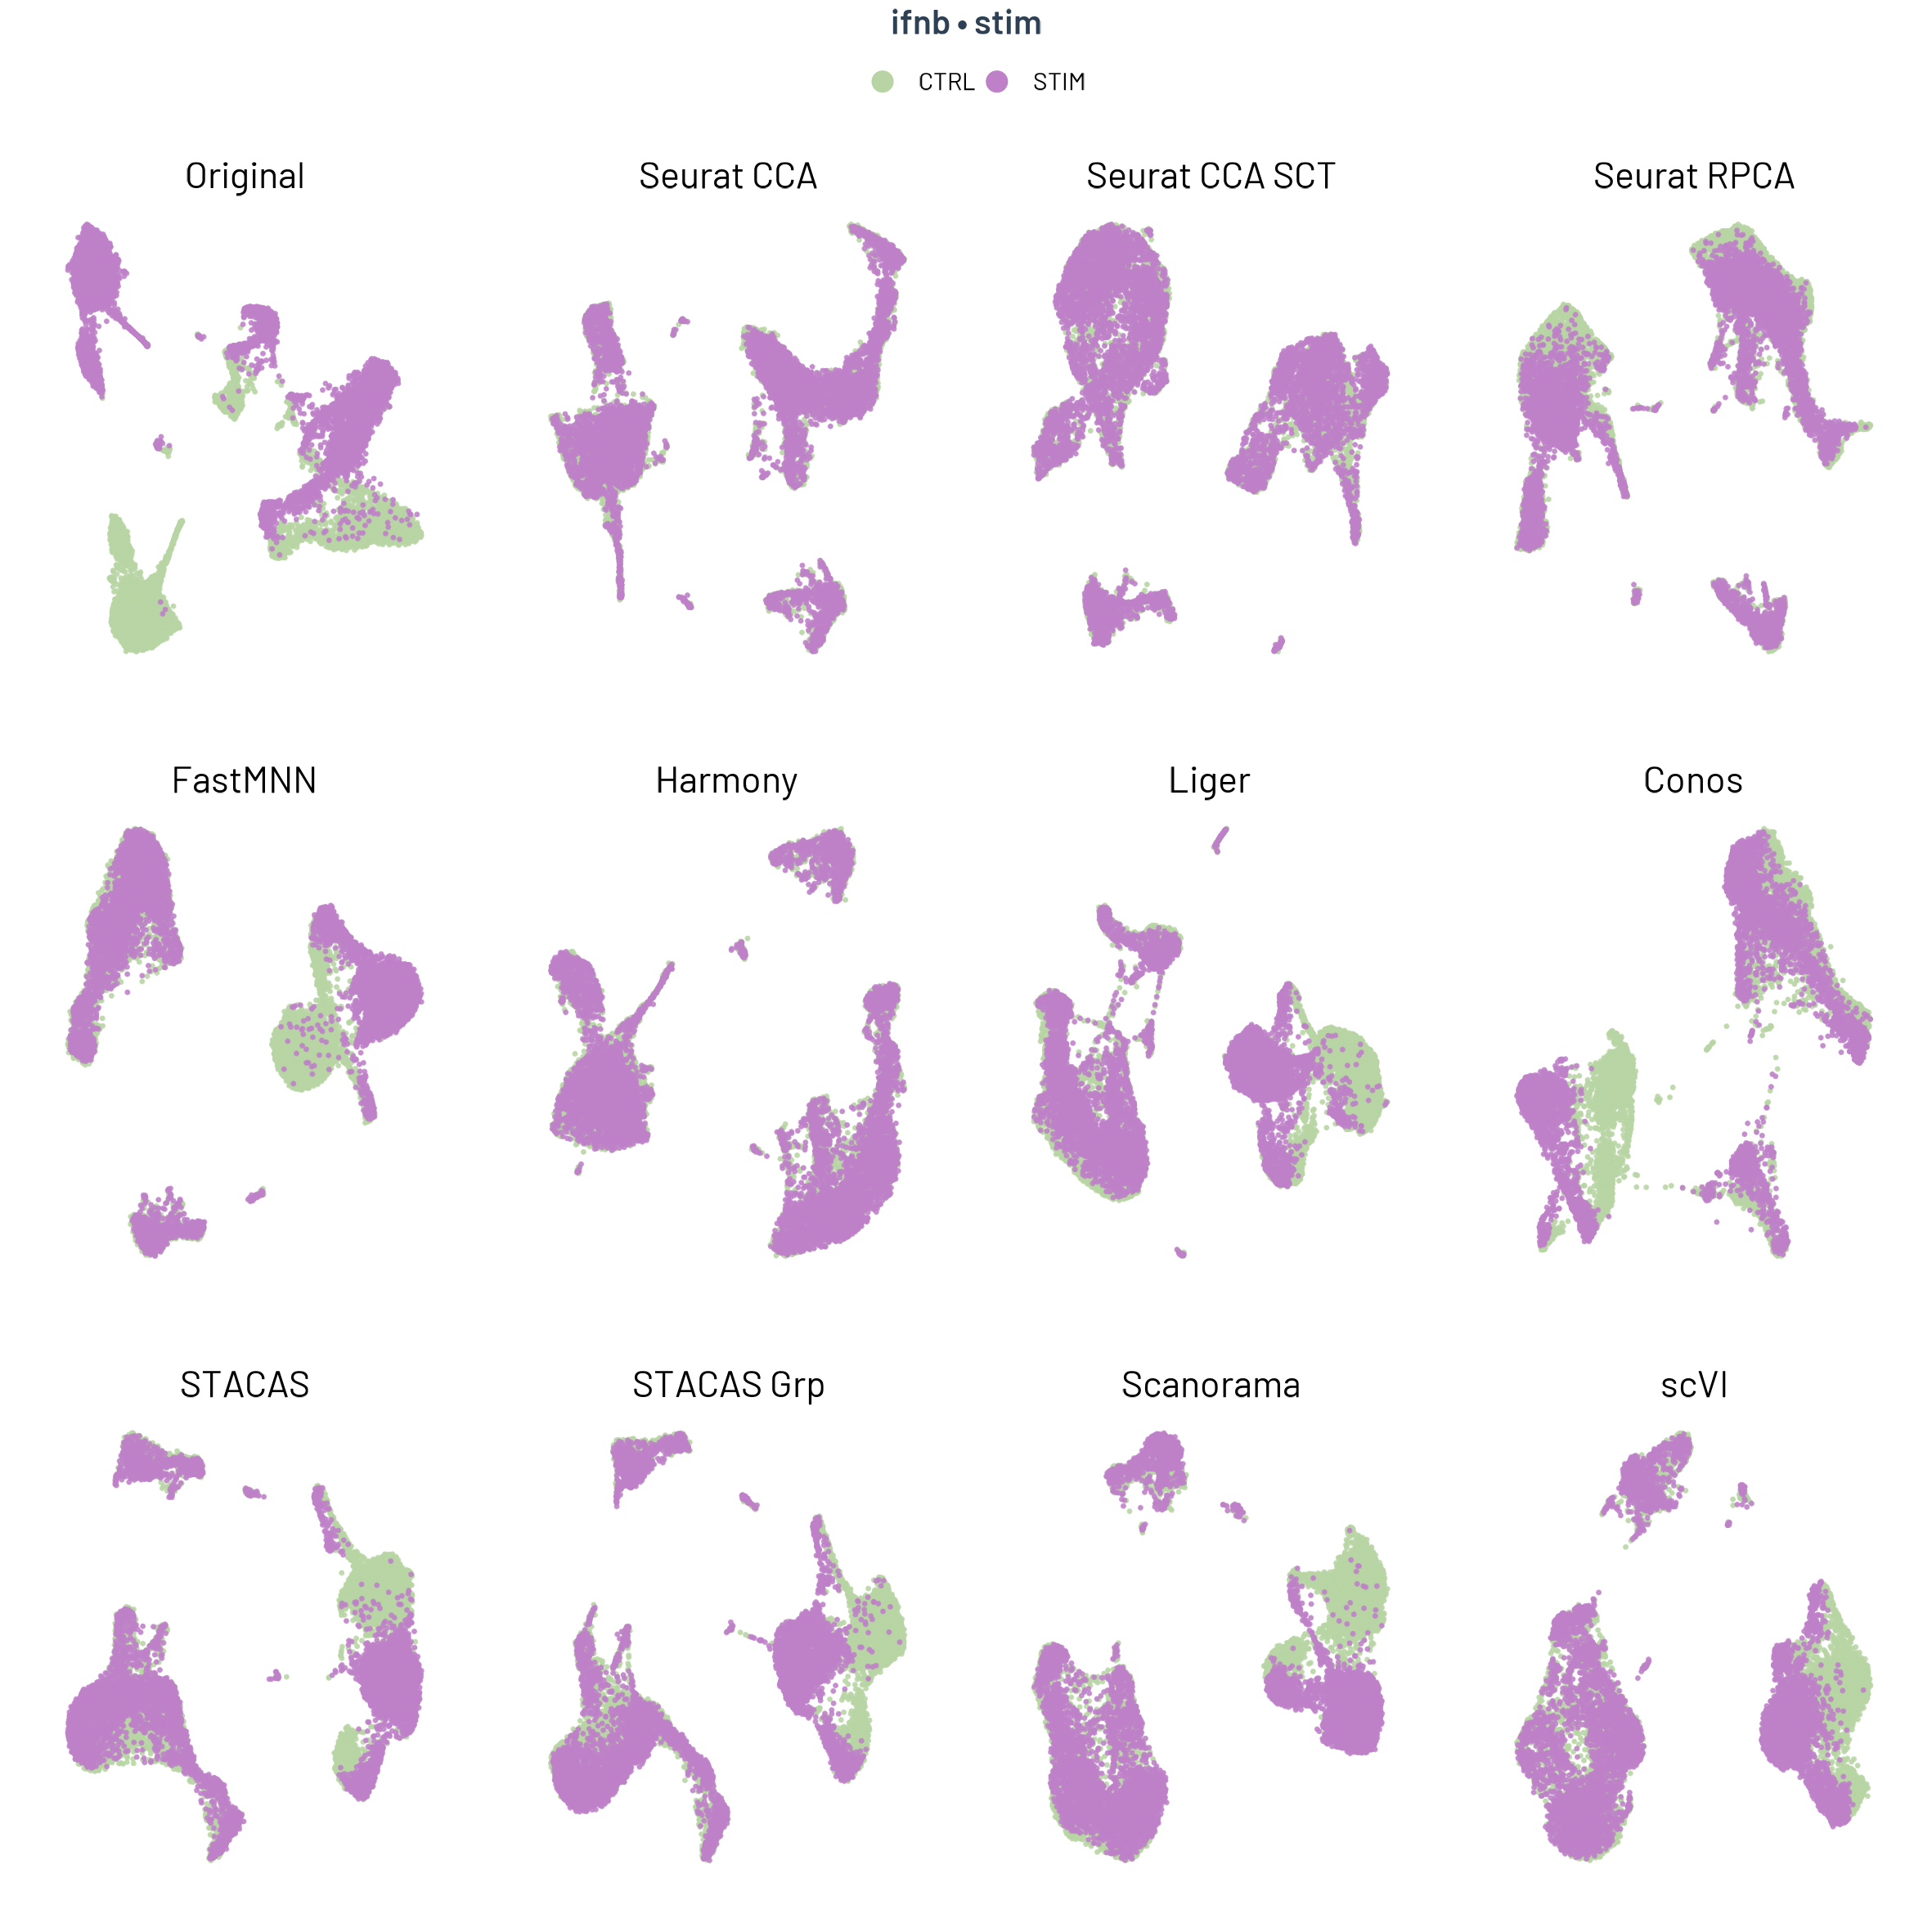 ifnb • stim
CTRL STIM
Original Seurat CCA Seurat CCA SCT Seurat RPCA
FastMNN Harmony Liger Conos
STACAS STACAS Grp Scanorama scVI